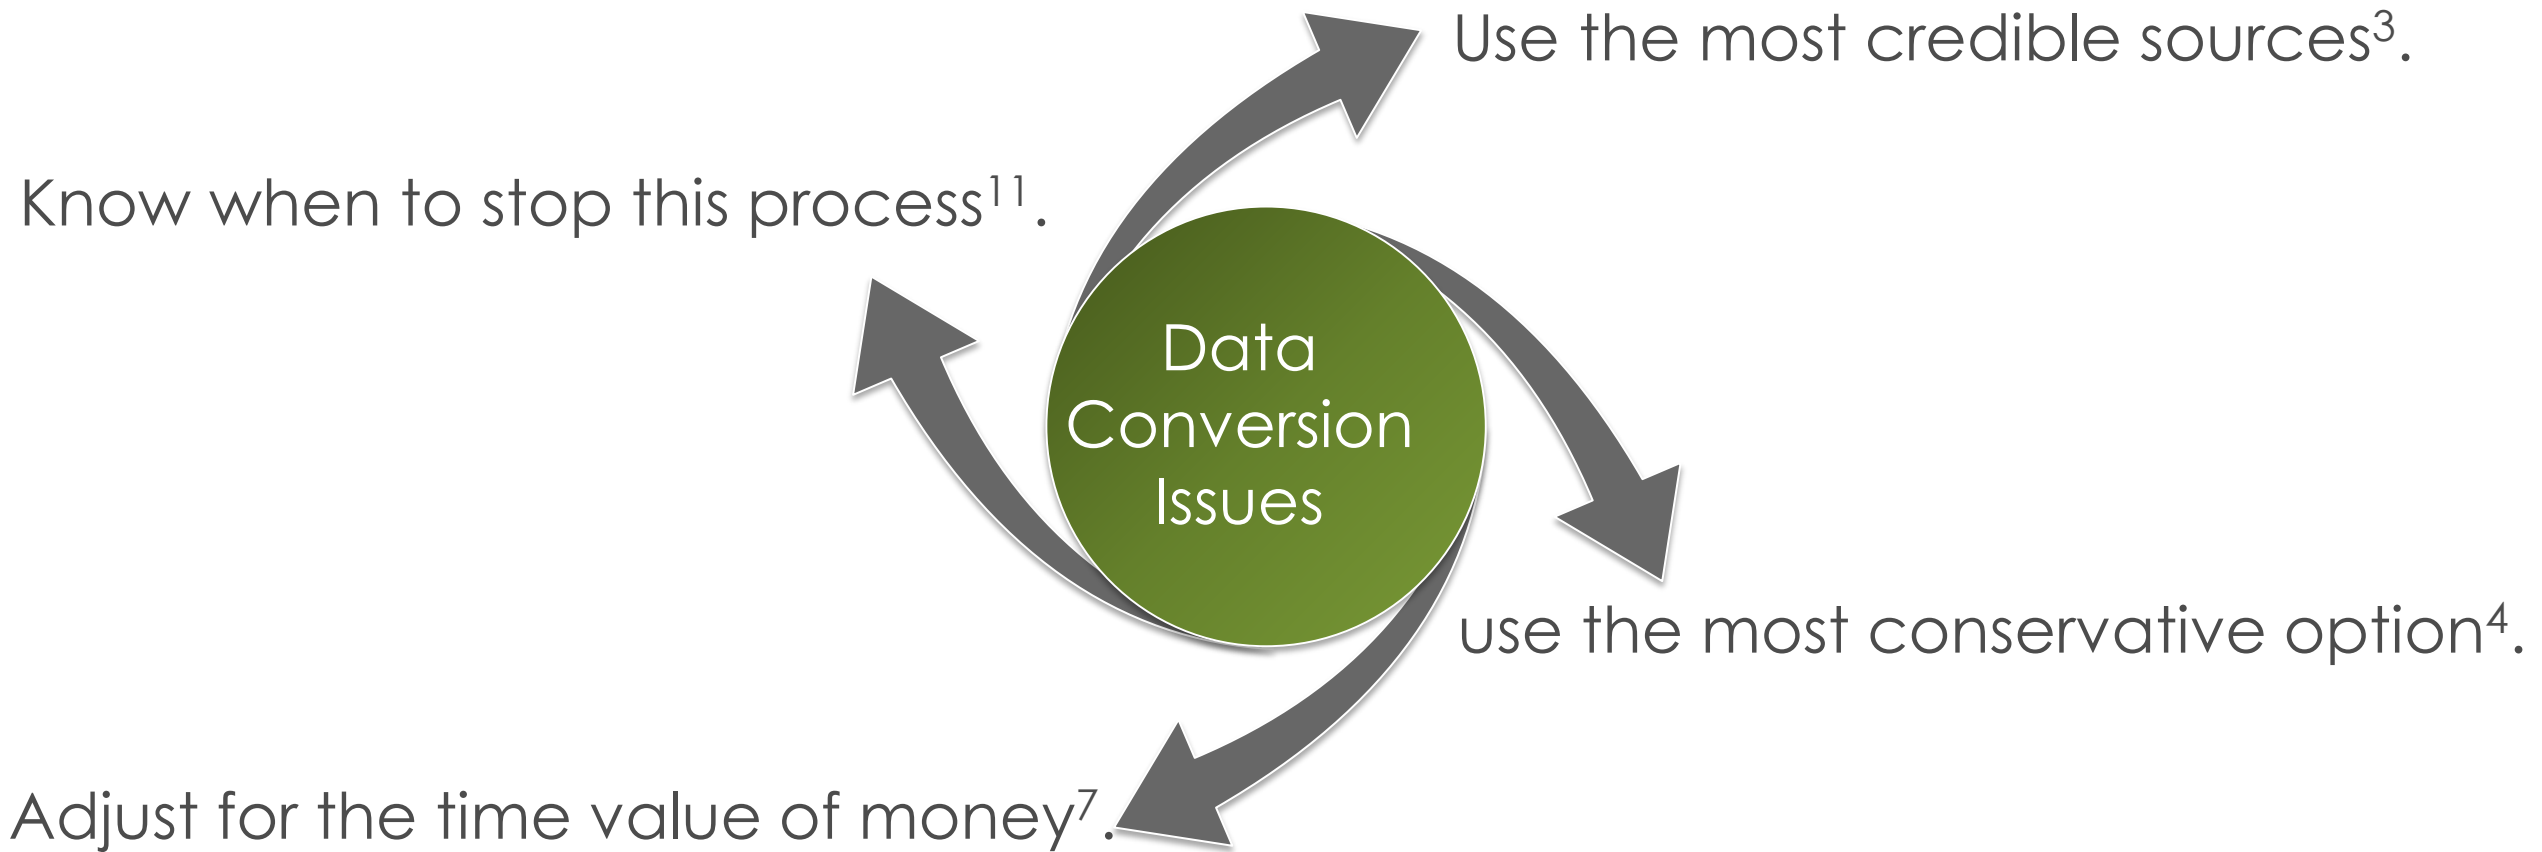 Use the most credible sources³.
Know when to stop this process¹¹.
Data
Conversion
Issues
use the most conservative option⁴.
Adjust for the time value of money⁷.